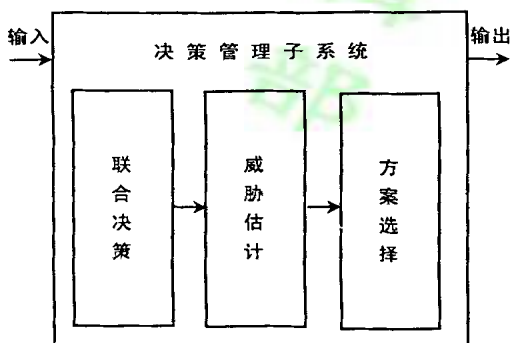 输入
输出
决策管理子系统
联合决策
威胁估计
方案选择